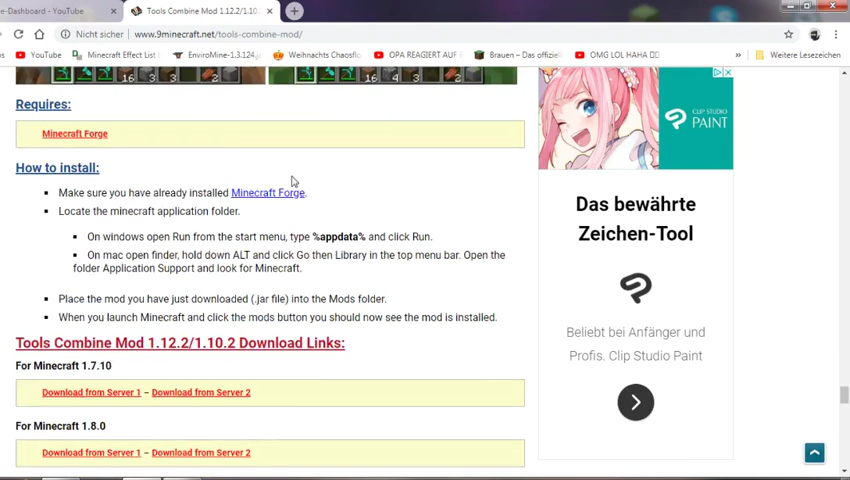 e-Dashboard - YouTube
Tools Combine Mod 1.12.2/1.10.
Nicht sicher
www.9minecraft.net/tools-combine-mod/
YouTube
Minecraft Effect List
EnviroMine-1.3.124.j
Weihnachts Chaosflo
OPA REAGIERT AUF
Brauen – Das offiziel
OMG LOL HAHA
»
Weitere Lesezeichen
16 3 2
16 4 3 2
Requires:
Minecraft Forge
How to install:
Make sure you have already installed Minecraft Forge.
Locate the minecraft application folder.
On windows open Run from the start menu, type %appdata% and click Run.
On mac open finder, hold down ALT and click Go then Library in the top menu bar. Open the
folder Application Support and look for Minecraft.
Place the mod you have just downloaded (.jar file) into the Mods folder.
When you launch Minecraft and click the mods button you should now see the mod is installed.
Tools Combine Mod 1.12.2/1.10.2 Download Links:
For Minecraft 1.7.10
Download from Server 1 – Download from Server 2
For Minecraft 1.8.0
Download from Server 1 – Download from Server 2
CLIP STUDIO
PAINT
Das bewährte
Zeichen-Tool
Beliebt bei Anfänger und
Profis. Clip Studio Paint